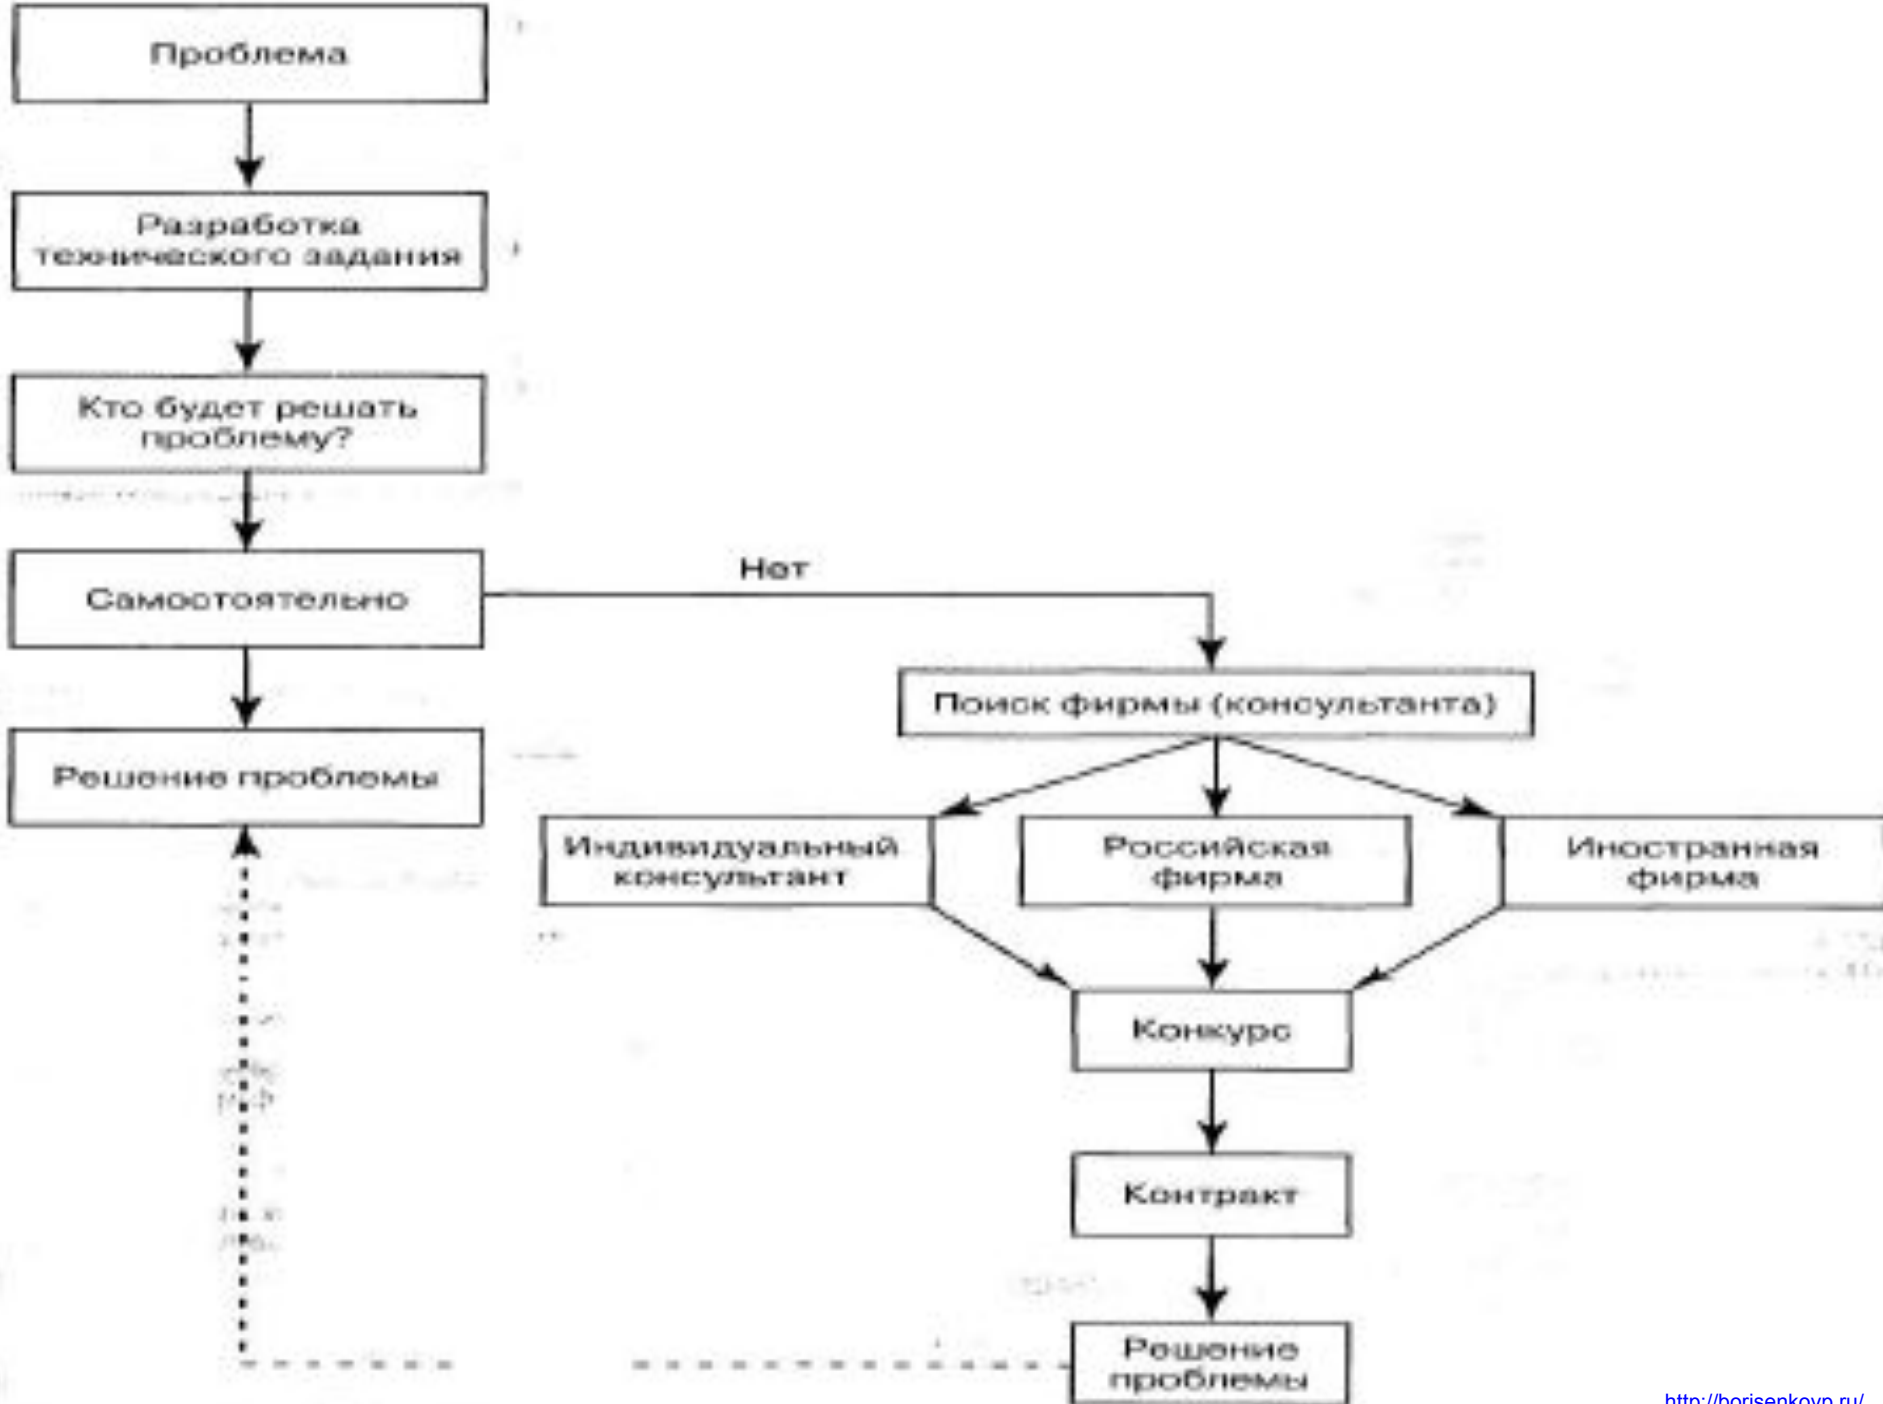 Проблема
Разработка
технического задания
Кто будет решать
проблему?
Самостоятельно
Нет
Решение проблемы
Поиск фирмы (консультанта)
Индивидуальный
консультант
Российская
фирма
Иностранная
фирма
Конкурс
Контракт
Решение
проблемы
http://borisenkovp.ru/